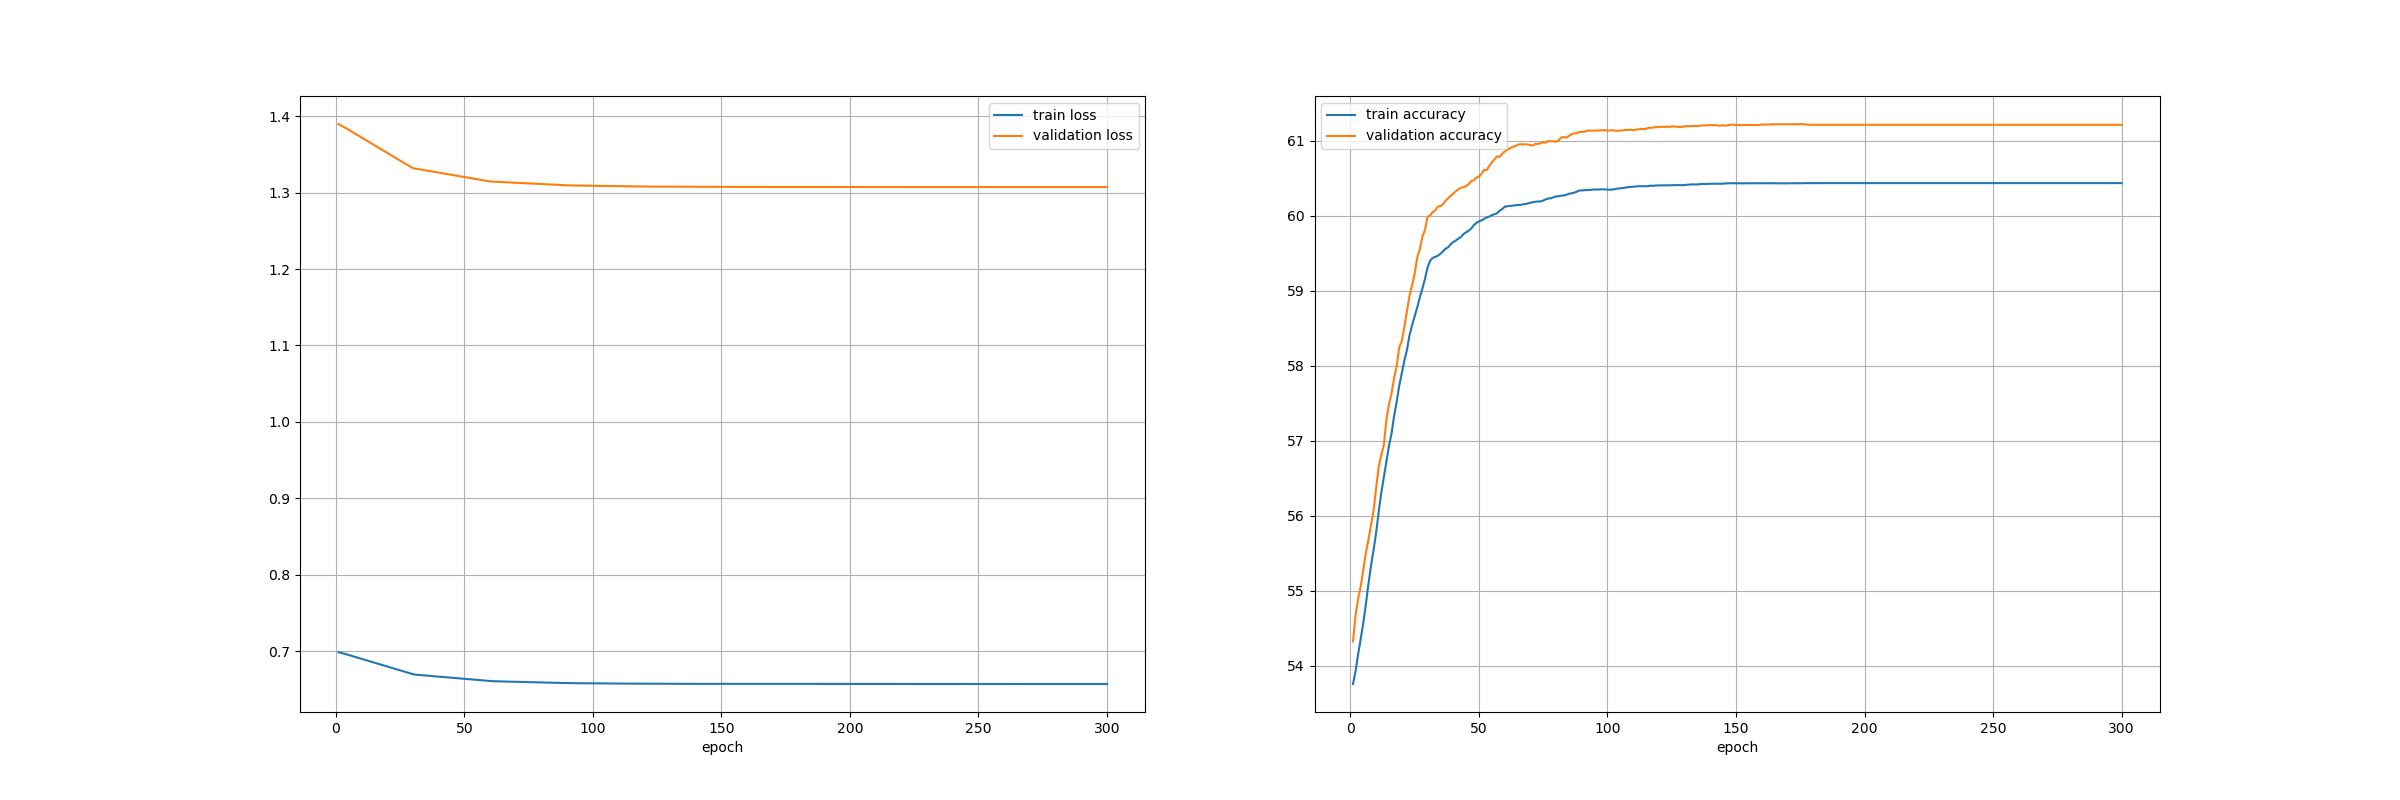 train loss
validation loss
1.4
1.3
1.2
1.1
1.0
0.9
0.8
0.7
0 50 100 150 200 250 300
epoch
train accuracy
validation accuracy
61
60
59
58
57
56
55
54
0 50 100 150 200 250 300
epoch